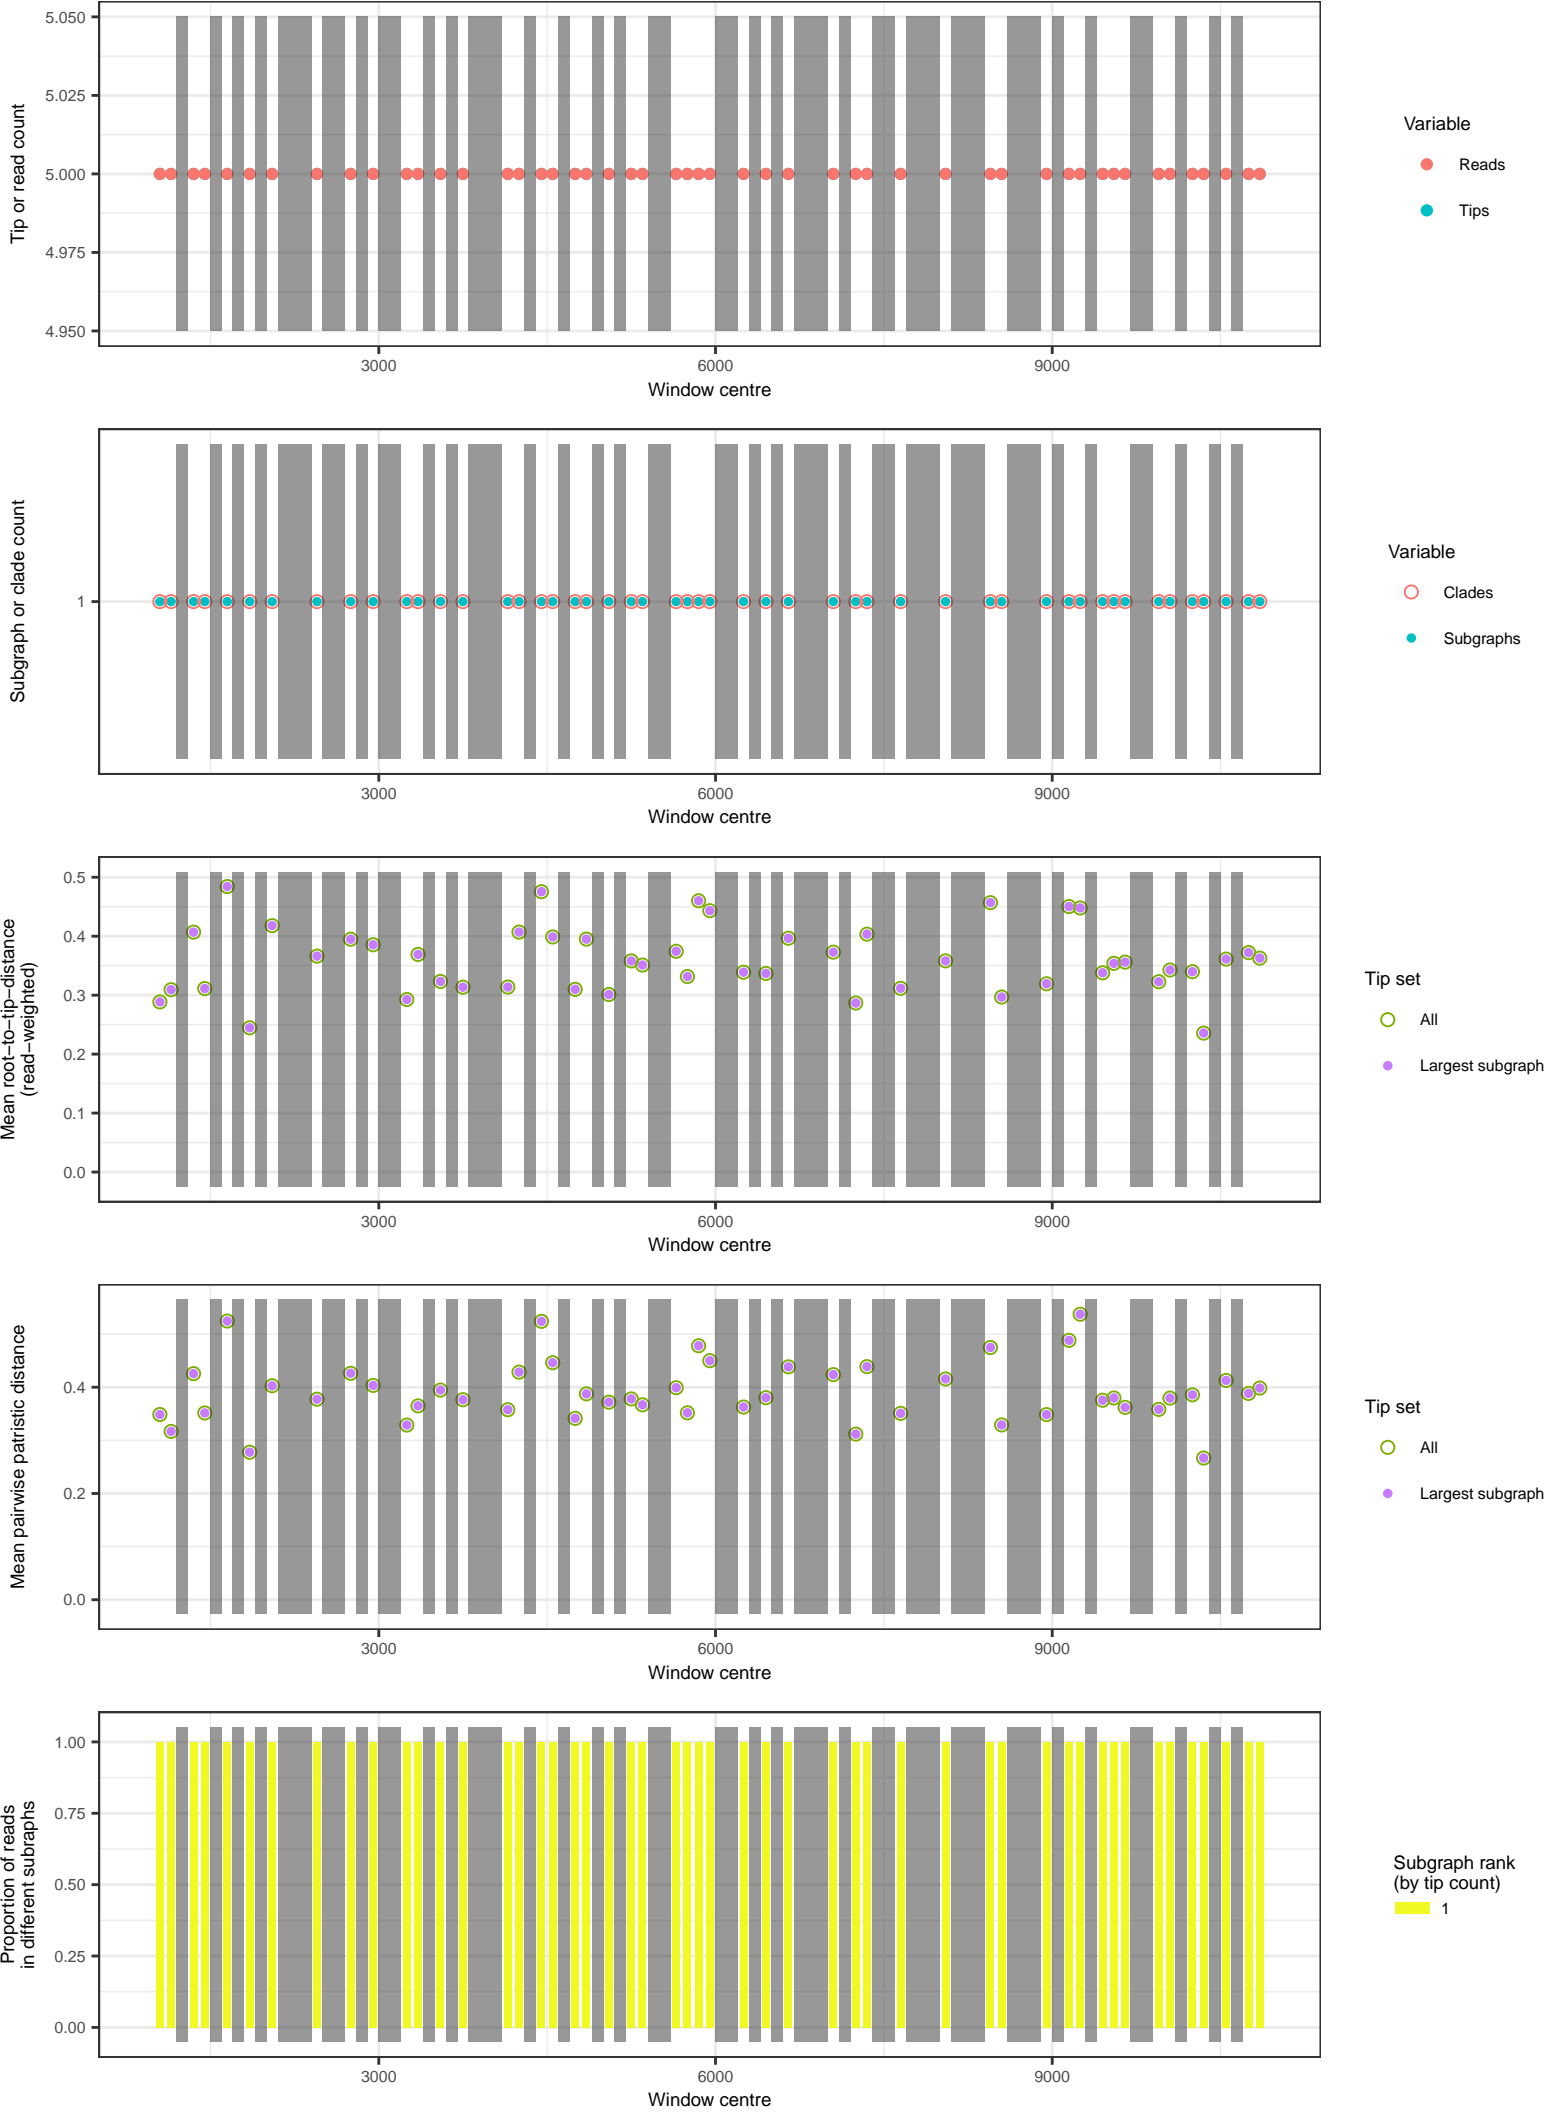 5.050
5.025
5.000
4.975
4.950
Tip or read count
3000 6000 9000
Window centre
Variable
Reads
Tips
1
Subgraph or clade count
3000 6000 9000
Window centre
Variable
Clades
Subgraphs
0.5
0.4
0.3
0.2
0.1
0.0
Mean root−to−tip−distance
(read−weighted)
3000 6000 9000
Window centre
Tip set
All
Largest subgraph
0.4
0.2
0.0
Mean pairwise patristic distance
3000 6000 9000
Window centre
Tip set
All
Largest subgraph
1.00
0.75
0.50
0.25
0.00
Proportion of reads
in different subraphs
3000 6000 9000
Window centre
Subgraph rank
(by tip count)
1